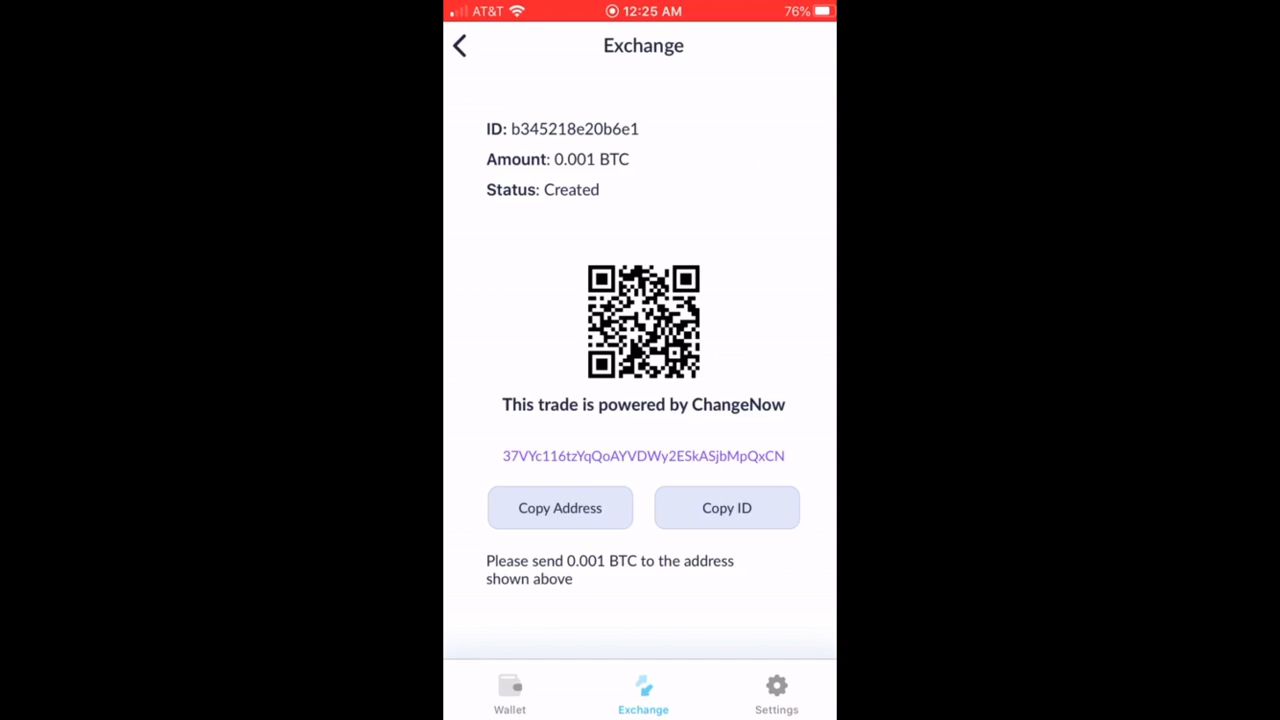 AT&T 12:25 AM 76%
Exchange
ID: b345218e20b6e1
Amount: 0.001 BTC
Status: Created
This trade is powered by ChangeNow
37VYc116tzYqQoAYVDWy2ESkASjbMpQxCN
Copy Address Copy ID
Please send 0.001 BTC to the address
shown above
Wallet Exchange Settings